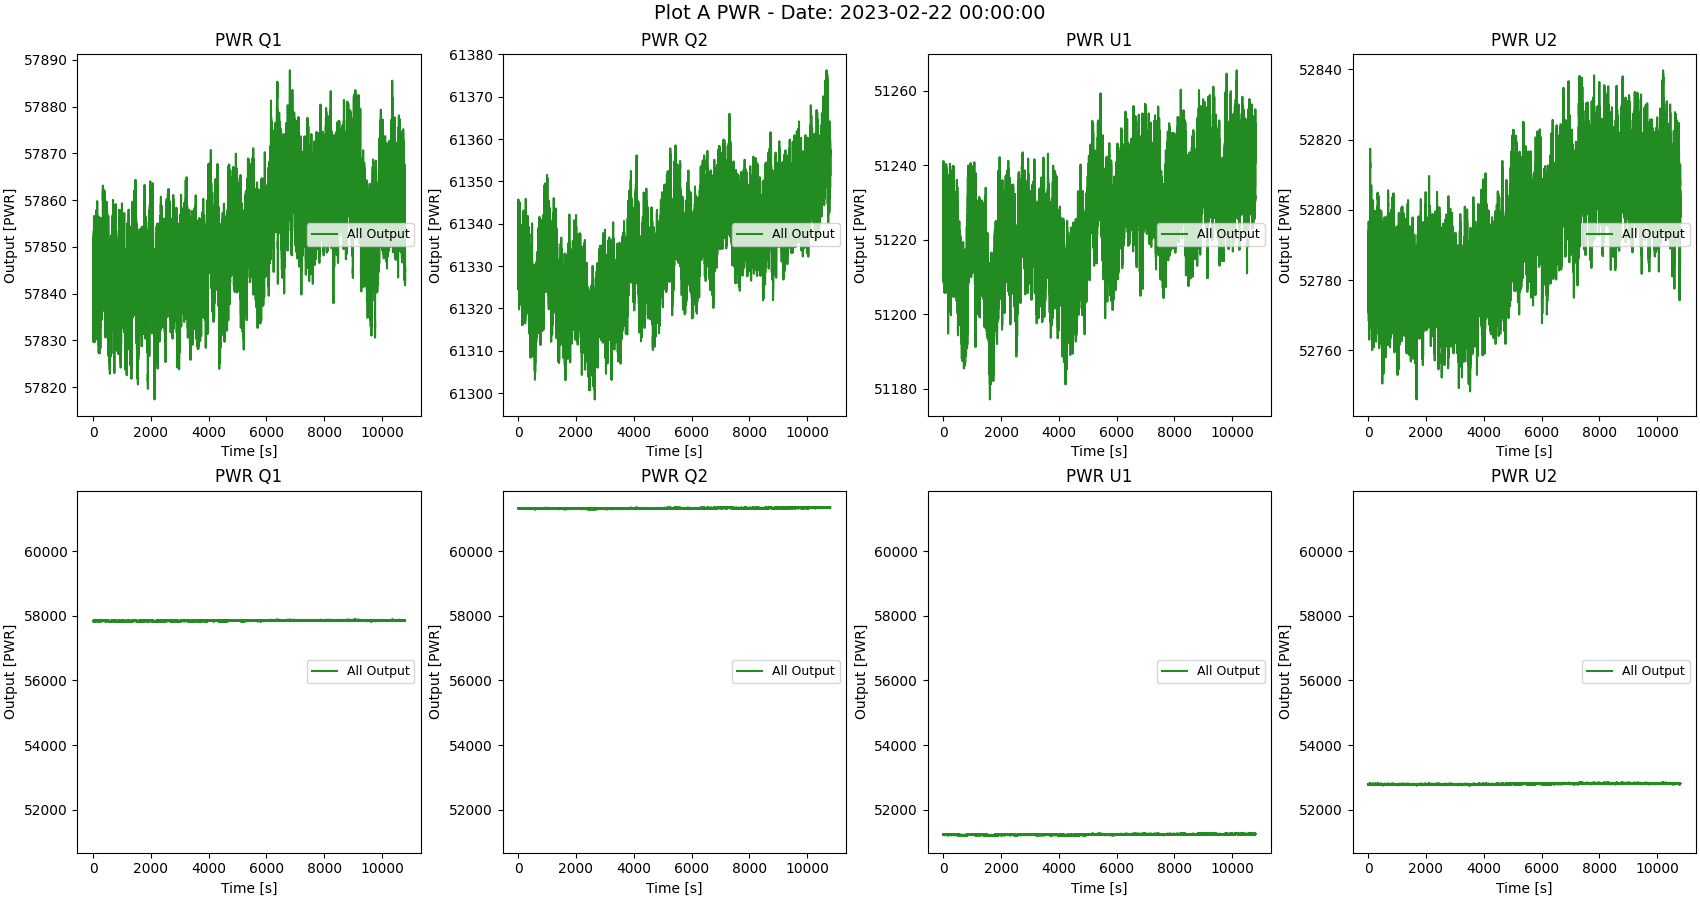 Plot A PWR - Date: 2023-02-22 00:00:00
PWR Q1
57890
57880
57870
57860
57850
57840
57830
57820
Output [PWR]
0 2000 4000 6000 8000 10000
Time [s]
All Output
PWR Q2
61380
61370
61360
61350
61340
61330
61320
61310
61300
Output [PWR]
0 2000 4000 6000 8000 10000
Time [s]
All Output
PWR U1
51260
51240
51220
51200
51180
Output [PWR]
0 2000 4000 6000 8000 10000
Time [s]
All Output
PWR U2
52840
52820
52800
52780
52760
Output [PWR]
0 2000 4000 6000 8000 10000
Time [s]
All Output
PWR Q1
60000
58000
56000
54000
52000
Output [PWR]
0 2000 4000 6000 8000 10000
Time [s]
All Output
PWR Q2
60000
58000
56000
54000
52000
Output [PWR]
0 2000 4000 6000 8000 10000
Time [s]
All Output
PWR U1
60000
58000
56000
54000
52000
Output [PWR]
0 2000 4000 6000 8000 10000
Time [s]
All Output
PWR U2
60000
58000
56000
54000
52000
Output [PWR]
0 2000 4000 6000 8000 10000
Time [s]
All Output